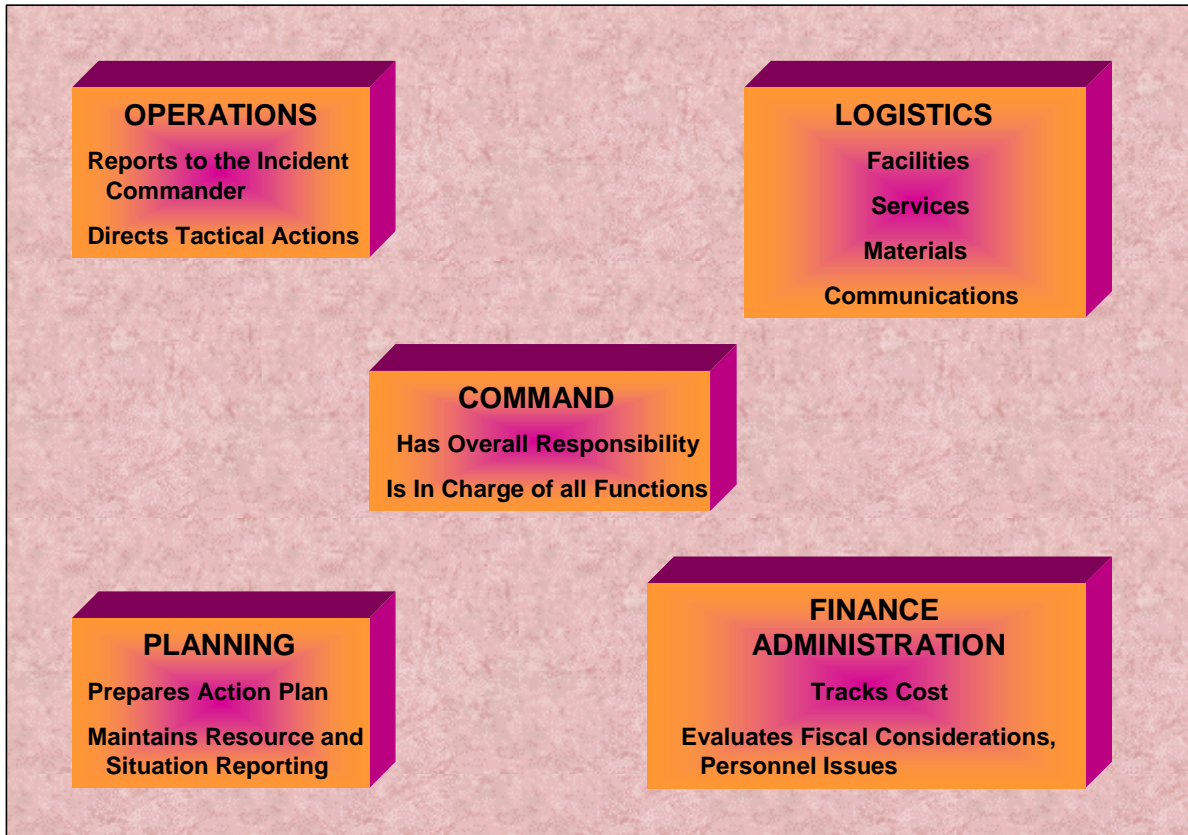 OPERATIONS
Reports to the Incident
Commander
Directs Tactical Actions
LOGISTICS
Facilities
Services
Materials
Communications
COMMAND
Has Overall Responsibility
Is In Charge of all Functions
PLANNING
Prepares Action Plan
Maintains Resource and
Situation Reporting
FINANCE
ADMINISTRATION
Tracks Cost
Evaluates Fiscal Considerations,
Personnel Issues